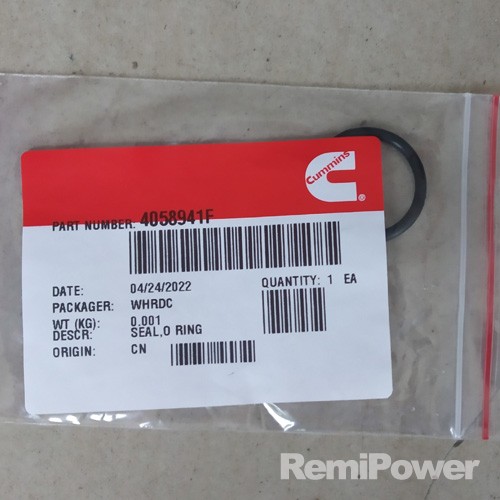 Cummins
®
PART NUMBER: 4058941F
DATE: 04/24/2022
QUANTITY: 1 EA
PACKAGER: WHRDC
WT (KG): 0.001
DESCR: SEAL,O RING
ORIGIN: CN
RemiPower